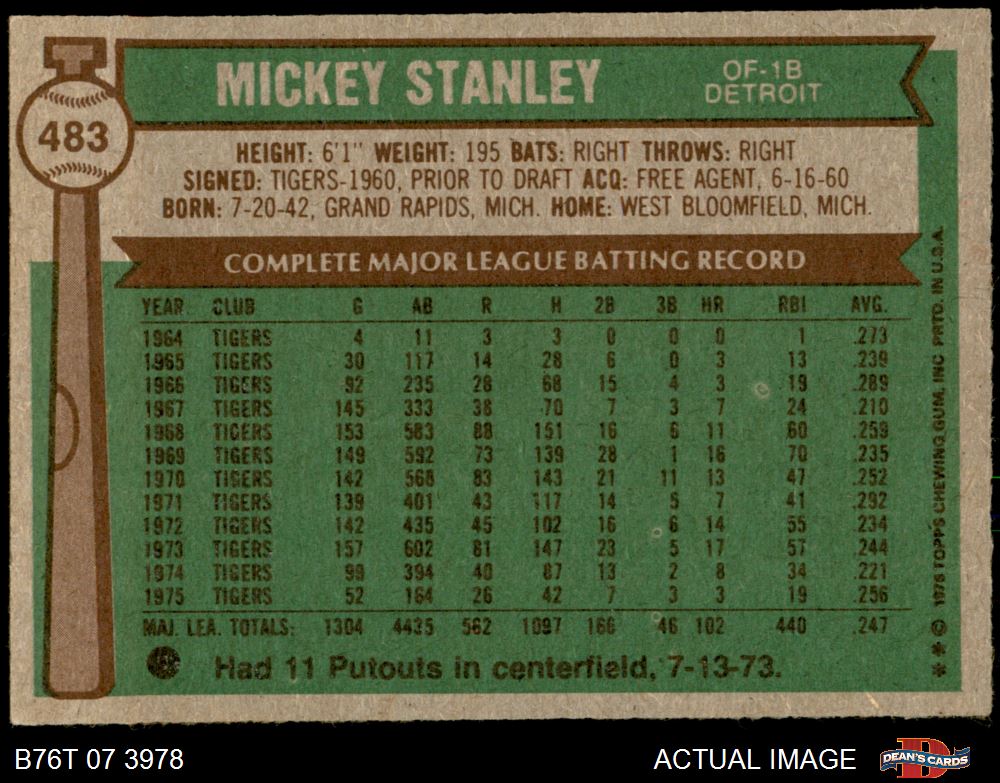 MICKEY STANLEY
OF-1B
DETROIT
483
HEIGHT: 6'1" WEIGHT: 195 BATS: RIGHT THROWS: RIGHT
SIGNED: TIGERS-1960, PRIOR TO DRAFT ACQ: FREE AGENT, 6-16-60
BORN: 7-20-42, GRAND RAPIDS, MICH. HOME: WEST BLOOMFIELD, MICH.
COMPLETE MAJOR LEAGUE BATTING RECORD
YEAR CLUB G AB R H 2B 3B HR RBI AVG.
1964 TIGERS 4 11 3 3 0 0 0 1 .273
1965 TIGERS 30 117 14 28 6 0 3 13 .239
1966 TIGERS 92 235 28 68 15 4 3 19 .289
1967 TIGERS 145 333 38 70 7 3 7 24 .210
1968 TIGERS 153 583 88 151 16 6 11 60 .259
1969 TIGERS 149 592 73 139 28 1 16 70 .235
1970 TIGERS 142 568 83 143 21 11 13 47 .252
1971 TIGERS 139 401 43 117 14 5 7 41 .292
1972 TIGERS 142 435 45 102 16 6 14 55 .234
1973 TIGERS 157 602 81 147 23 5 17 57 .244
1974 TIGERS 99 394 40 87 13 2 8 34 .221
1975 TIGERS 52 164 26 42 7 3 3 19 .256
MAJ. LEA. TOTALS: 1304 4435 562 1097 166 46 102 440 .247
Had 11 Putouts in centerfield, 7-13-73.
** © 1976 TOPPS CHEWING GUM, INC PRTD. IN U.S.A.
B76T 07 3978
ACTUAL IMAGE
DEAN'S CARDS